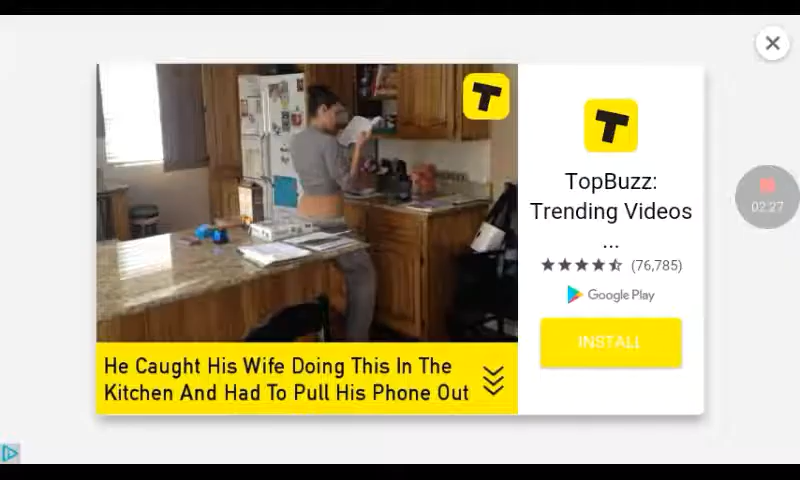 T
He Caught His Wife Doing This In The
Kitchen And Had To Pull His Phone Out
T
TopBuzz:
Trending Videos
...
(76,785)
Google Play
INSTALL
02:27